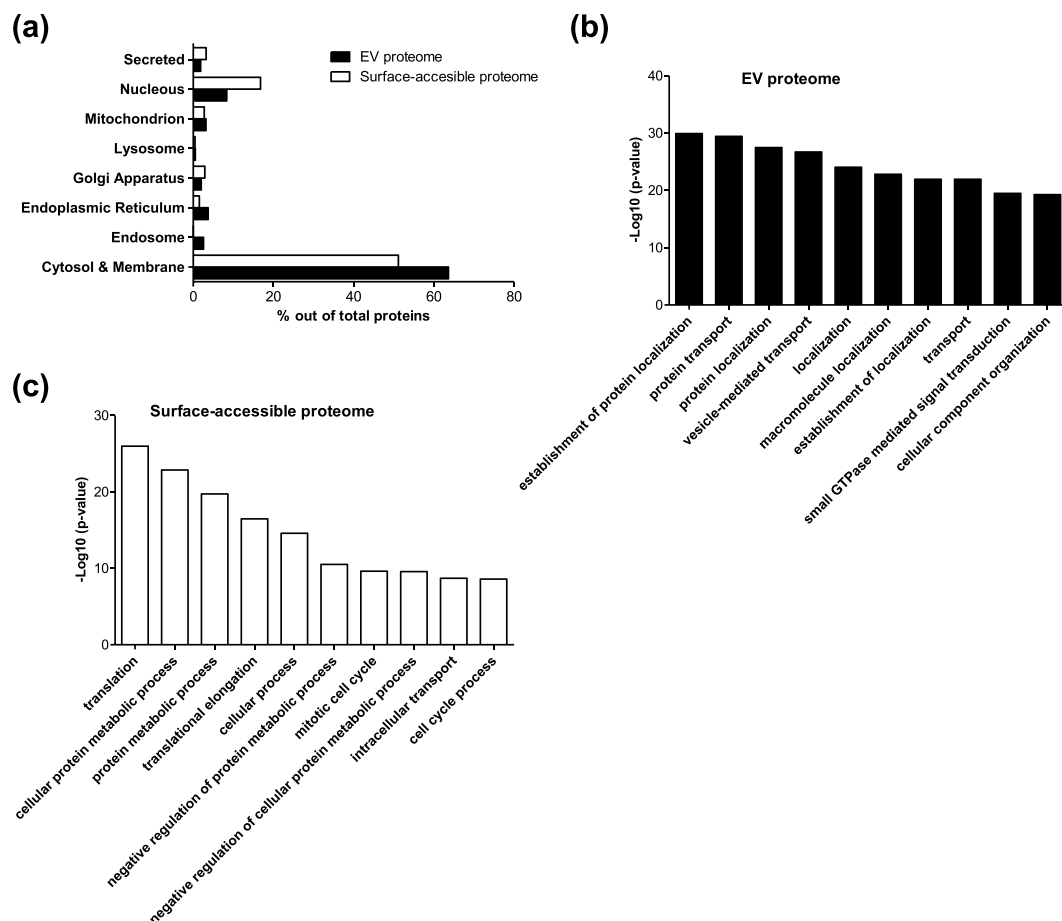 (a)
Secreted
Nucleous
Mitochondrion
Lysosome
Golgi Apparatus
Endoplasmic Reticulum
Endosome
Cytosol & Membrane
0 20 40 60 80
% out of total proteins
EV proteome
Surface-accesible proteome
(b)
EV proteome
40
30
20
10
0
-Log10 (p-value)
establishment of protein localization
protein transport
protein localization
vesicle-mediated transport
localization
macromolecule localization
establishment of localization
transport
small GTPase mediated signal transduction
cellular component organization
(c)
Surface-accessible proteome
30
20
10
0
-Log10 (p-value)
translation
cellular protein metabolic process
protein metabolic process
translational elongation
cellular process
negative regulation of protein metabolic process
mitotic cell cycle
negative regulation of cellular protein metabolic process
intracellular transport
cell cycle process